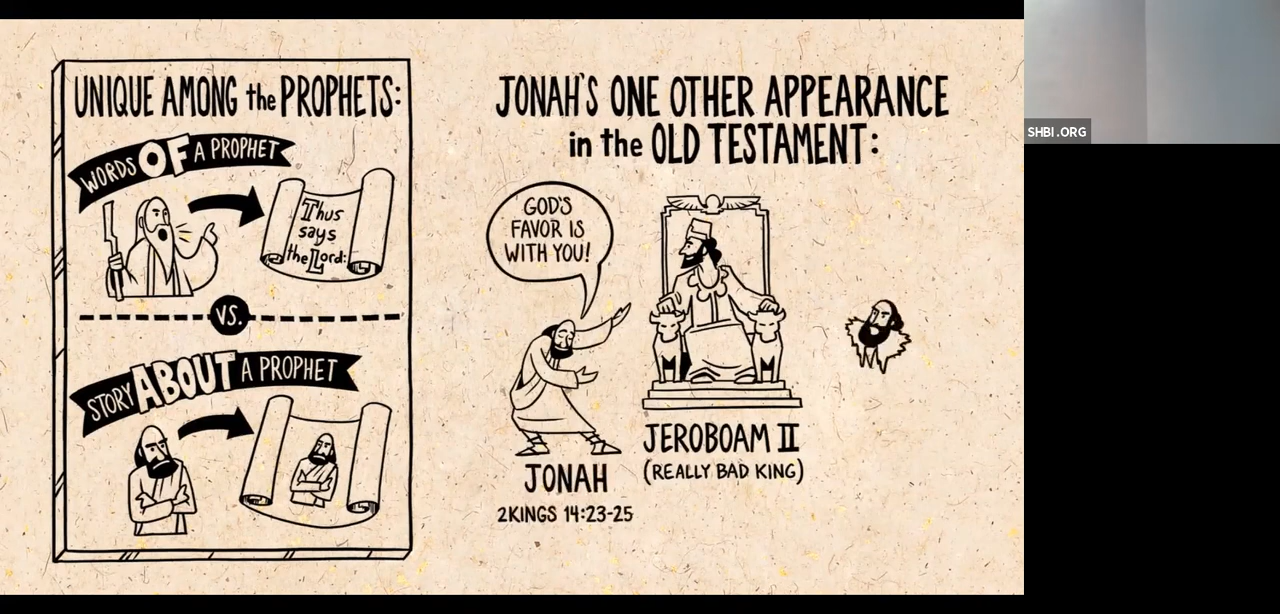 UNIQUE AMONG the PROPHETS:
WORDS OF A PROPHET
Thus
says
the Lord:
VS.
STORY ABOUT A PROPHET
JONAH'S ONE OTHER APPEARANCE
in the OLD TESTAMENT:
GOD'S
FAVOR IS
WITH YOU!
JONAH
2KINGS 14:23-25
JEROBOAM II
(REALLY BAD KING)
SHBI.ORG